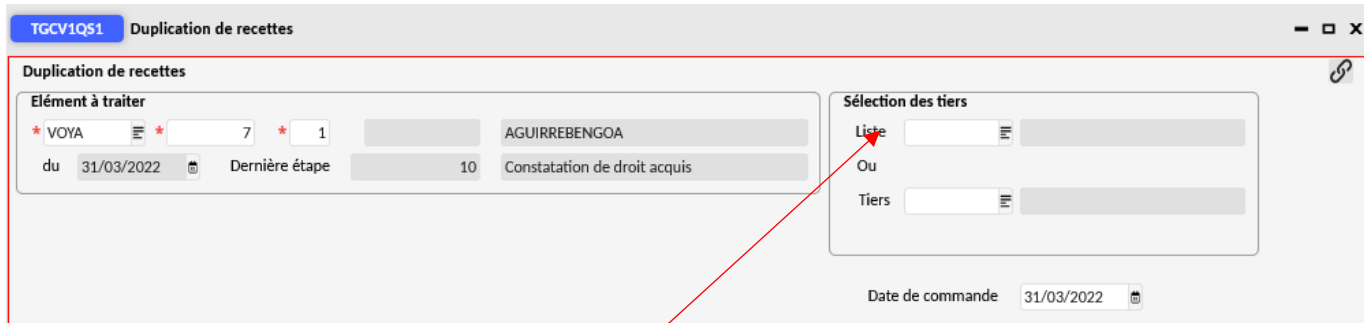 TGCV1QS1 Duplication de recettes
Duplication de recettes
Elément à traiter
* VOYA * 7 * 1 AGUIRREBENGOA
du 31/03/2022 Dernière étape 10 Constatation de droit acquis
Sélection des tiers
Liste
Ou
Tiers
Date de commande 31/03/2022